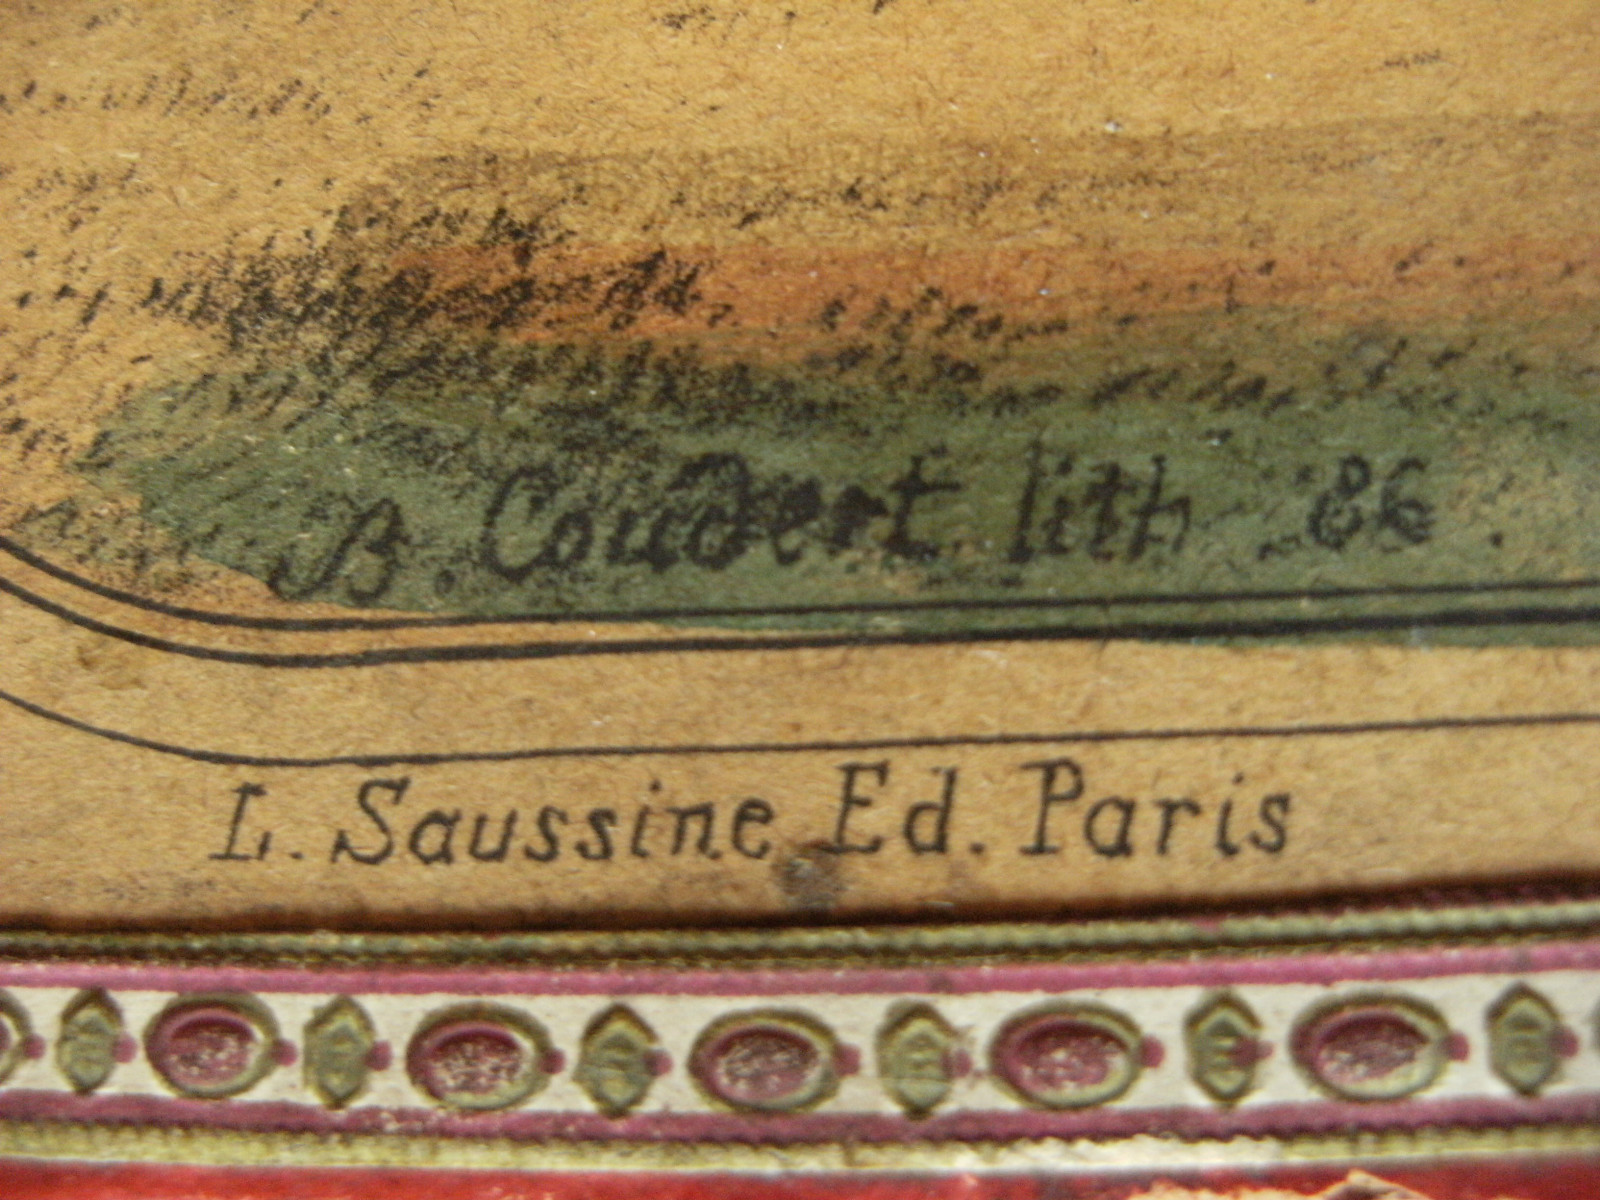 B. Coudert lith 86.
L. Saussine Ed. Paris